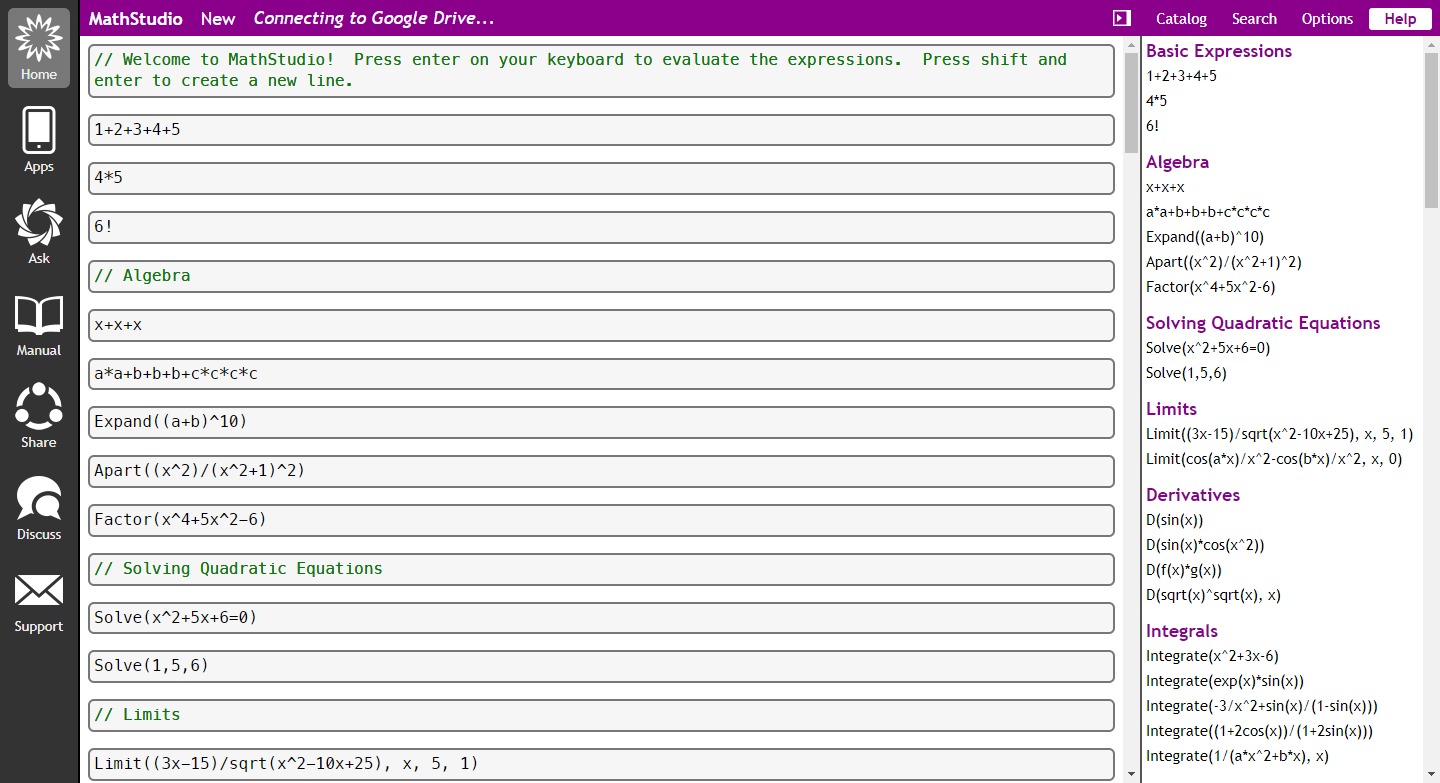 MathStudio New Connecting to Google Drive... Catalog Search Options Help
Home
Apps
Ask
Manual
Share
Discuss
Support
// Welcome to MathStudio!  Press enter on your keyboard to evaluate the expressions.  Press shift and
enter to create a new line.
1+2+3+4+5
4*5
6!
// Algebra
x+x+x
a*a+b+b+b+c*c*c*c
Expand((a+b)^10)
Apart((x^2)/(x^2+1)^2)
Factor(x^4+5x^2−6)
// Solving Quadratic Equations
Solve(x^2+5x+6=0)
Solve(1,5,6)
// Limits
Limit((3x−15)/sqrt(x^2−10x+25), x, 5, 1)
Basic Expressions
1+2+3+4+5
4*5
6!
Algebra
x+x+x
a*a+b+b+b+c*c*c*c
Expand((a+b)^10)
Apart((x^2)/(x^2+1)^2)
Factor(x^4+5x^2-6)
Solving Quadratic Equations
Solve(x^2+5x+6=0)
Solve(1,5,6)
Limits
Limit((3x-15)/sqrt(x^2-10x+25), x, 5, 1)
Limit(cos(a*x)/x^2-cos(b*x)/x^2, x, 0)
Derivatives
D(sin(x))
D(sin(x)*cos(x^2))
D(f(x)*g(x))
D(sqrt(x)^sqrt(x), x)
Integrals
Integrate(x^2+3x-6)
Integrate(exp(x)*sin(x))
Integrate(-3/x^2+sin(x)/(1-sin(x)))
Integrate((1+2cos(x))/(1+2sin(x)))
Integrate(1/(a*x^2+b*x), x)